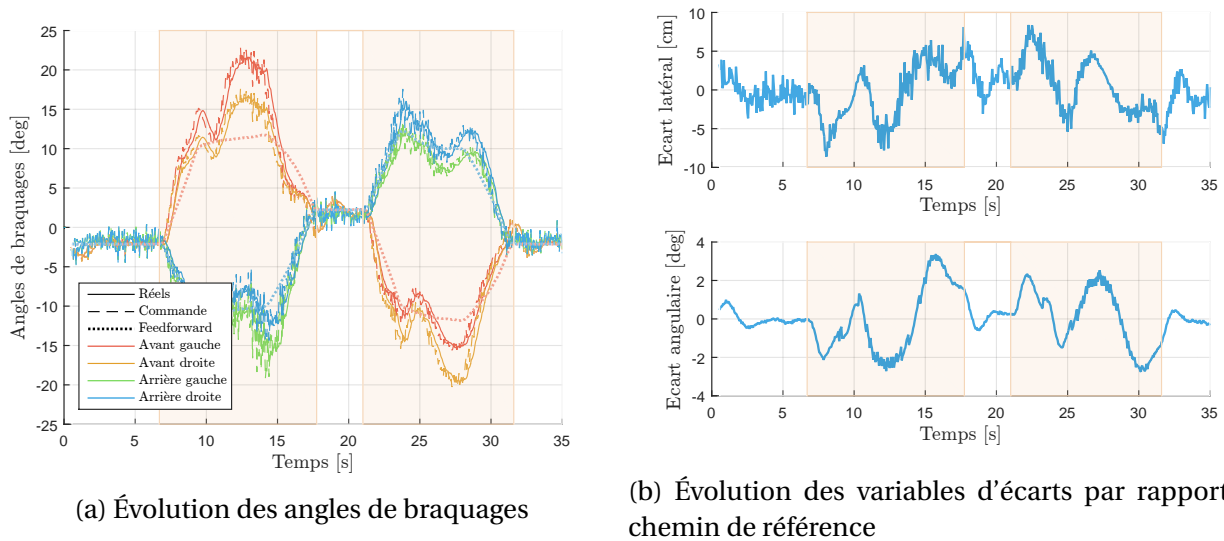 Angles de braquages [deg]
25
20
15
10
5
0
-5
-10
-15
-20
-25
Réels
Commande
Feedforward
Avant gauche
Avant droite
Arrière gauche
Arrière droite
0 5 10 15 20 25 30 35
Temps [s]
(a) Évolution des angles de braquages
Ecart latéral [cm]
10
5
0
-5
10
0 5 10 15 20 25 30 35
Temps [s]
Ecart angulaire [deg]
4
2
0
-2
-4
0 5 10 15 20 25 30 35
Temps [s]
(b) Évolution des variables d'écarts par rapport
chemin de référence